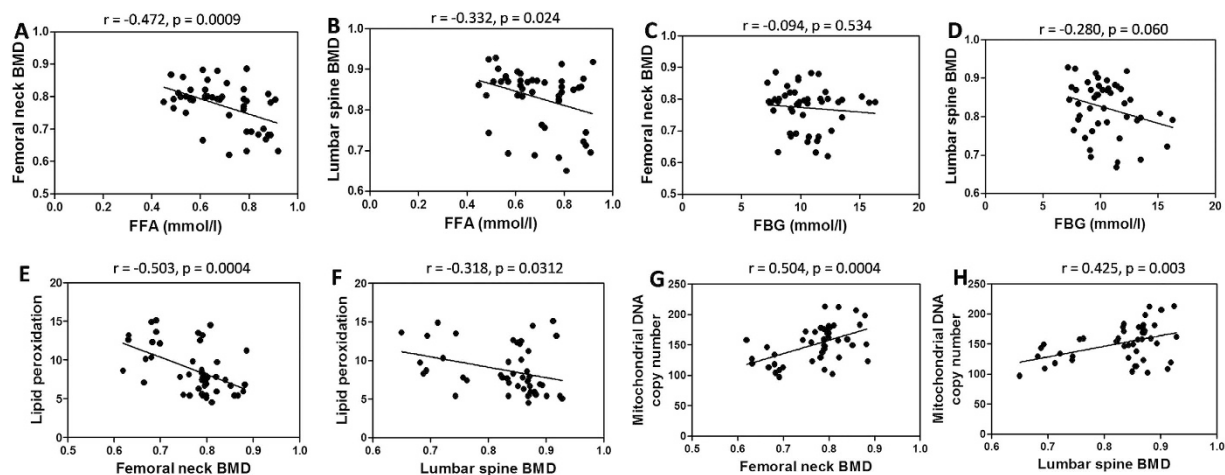 A
r = -0.472, p = 0.0009
Femoral neck BMD
1.0
0.9
0.8
0.7
0.6
0.5
0.0
0.2
0.4
0.6
0.8
1.0
FFA (mmol/l)
B
r = -0.332, p = 0.024
Lumbar spine BMD
1.0
0.9
0.8
0.7
0.6
0.0
0.2
0.4
0.6
0.8
1.0
FFA (mmol/l)
C
r = -0.094, p = 0.534
Femoral neck BMD
1.0
0.9
0.8
0.7
0.6
0.5
0
5
10
15
20
FBG (mmol/l)
D
r = -0.280, p = 0.060
Lumbar spine BMD
1.0
0.9
0.8
0.7
0.6
0
5
10
15
20
FBG (mmol/l)
E
r = -0.503, p = 0.0004
Lipid peroxidation
20
15
10
5
0
0.5
0.6
0.7
0.8
0.9
1.0
Femoral neck BMD
F
r = -0.318, p = 0.0312
Lipid peroxidation
20
15
10
5
0
0.6
0.7
0.8
0.9
1.0
Lumbar spine BMD
G
r = 0.504, p = 0.0004
Mitochondrial DNA
copy number
250
200
150
100
50
0
0.5
0.6
0.7
0.8
0.9
1.0
Femoral neck BMD
H
r = 0.425, p = 0.003
Mitochondrial DNA
copy number
250
200
150
100
50
0
0.6
0.7
0.8
0.9
1.0
Lumbar spine BMD